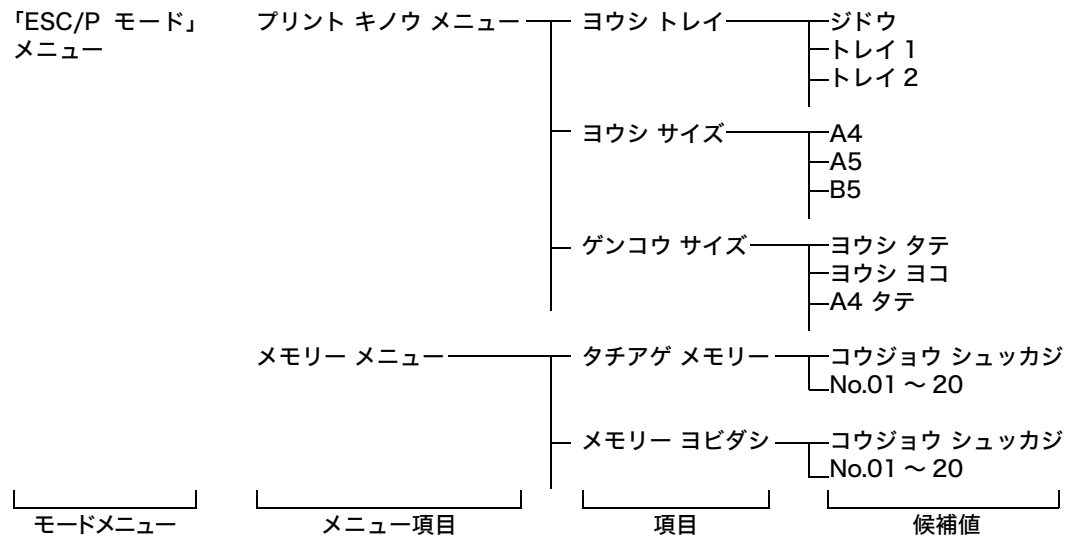 「ESC/P モード」 プリント キノウ メニュー ヨウシ トレイ ジドウ
メニュー トレイ 1
トレイ 2
ヨウシ サイズ A4
A5
B5
ゲンコウ サイズ ヨウシ タテ
ヨウシ ヨコ
A4 タテ
メモリー メニュー タチアゲ メモリー コウジョウ シュッカジ
No.01 ～ 20
メモリー ヨビダシ コウジョウ シュッカジ
No.01 ～ 20
モードメニュー メニュー項目 項目 候補値